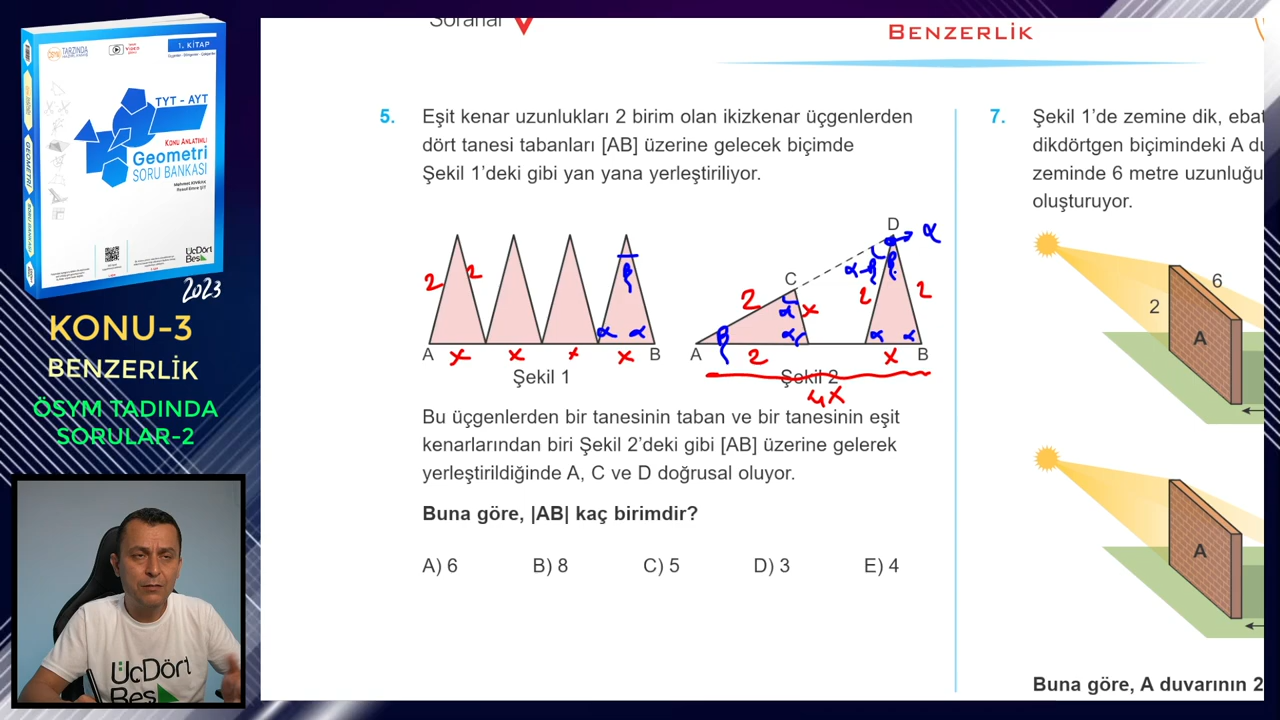 1. KİTAP
TYT - AYT
KONU ANLATIMLI
Geometri
SORU BANKASI
ÜçDört
Beş
2023
KONU-3
BENZERLİK
ÖSYM TADINDA
SORULAR-2
ÜçDört
Beş
Sorular
BENZERLİK
5. Eşit kenar uzunlukları 2 birim olan ikizkenar üçgenlerden
dört tanesi tabanları [AB] üzerine gelecek biçimde
Şekil 1'deki gibi yan yana yerleştiriliyor.
2 2 β α α
A x x x x B
Şekil 1
D α
C α-β β
2 x 2 2
β α α α α
A 2 x B
Şekil 2
4x
Bu üçgenlerden bir tanesinin taban ve bir tanesinin eşit
kenarlarından biri Şekil 2'deki gibi [AB] üzerine gelerek
yerleştirildiğinde A, C ve D doğrusal oluyor.
Buna göre, |AB| kaç birimdir?
A) 6 B) 8 C) 5 D) 3 E) 4
7. Şekil 1'de zemine dik, ebat
dikdörtgen biçimindeki A du
zeminde 6 metre uzunluğu
oluşturuyor.
6
2
A
A
Buna göre, A duvarının 2